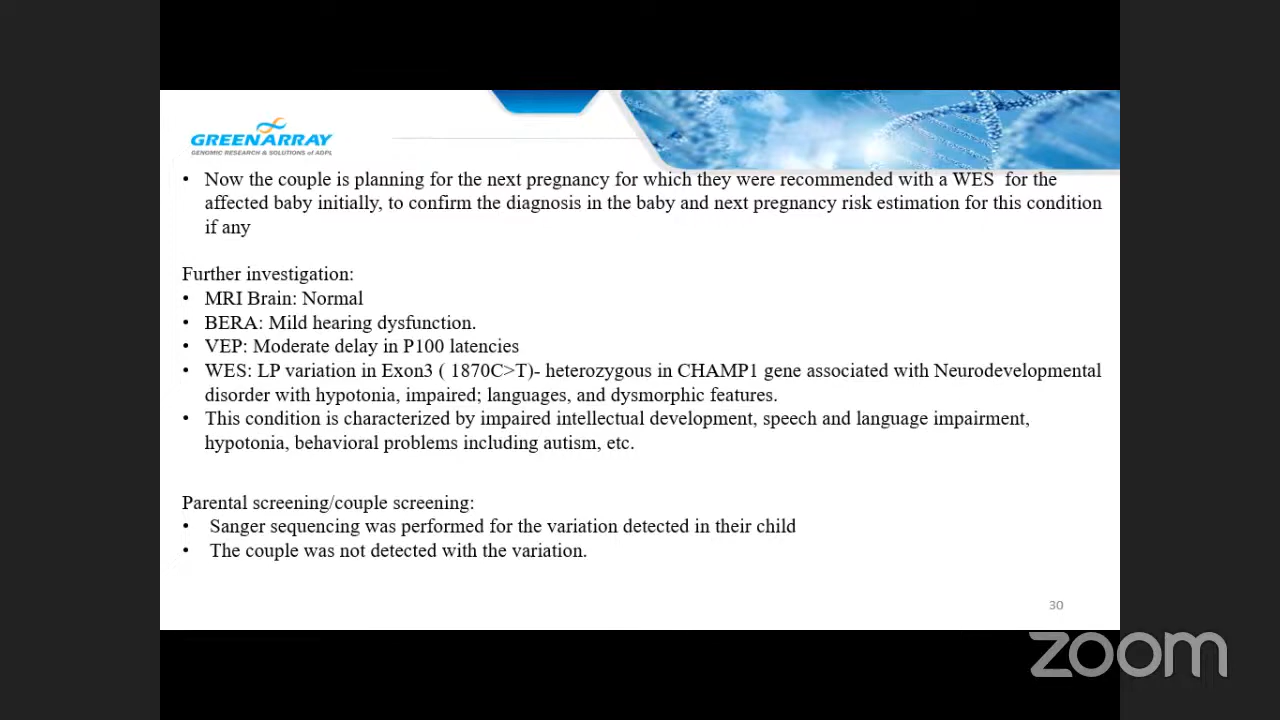 GREENARRAY
GENOMIC RESEARCH & SOLUTIONS of ADPL
• Now the couple is planning for the next pregnancy for which they were recommended with a WES for the
affected baby initially, to confirm the diagnosis in the baby and next pregnancy risk estimation for this condition
if any
Further investigation:
• MRI Brain: Normal
• BERA: Mild hearing dysfunction.
• VEP: Moderate delay in P100 latencies
• WES: LP variation in Exon3 ( 1870C>T)- heterozygous in CHAMP1 gene associated with Neurodevelopmental
disorder with hypotonia, impaired; languages, and dysmorphic features.
• This condition is characterized by impaired intellectual development, speech and language impairment,
hypotonia, behavioral problems including autism, etc.
Parental screening/couple screening:
• Sanger sequencing was performed for the variation detected in their child
• The couple was not detected with the variation.
30
zoom